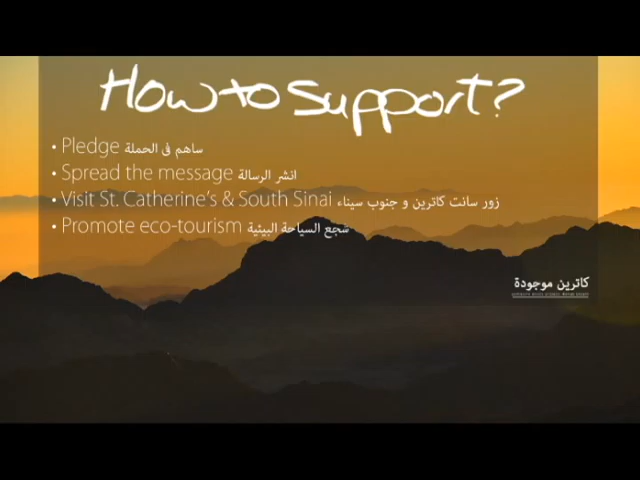 How to support?
• Pledge ساهم فى الحملة
• Spread the message انشر الرسالة
• Visit St. Catherine's & South Sinai زور سانت كاترين و جنوب سيناء
• Promote eco-tourism شجع السياحة البيئية
كاترين موجودة